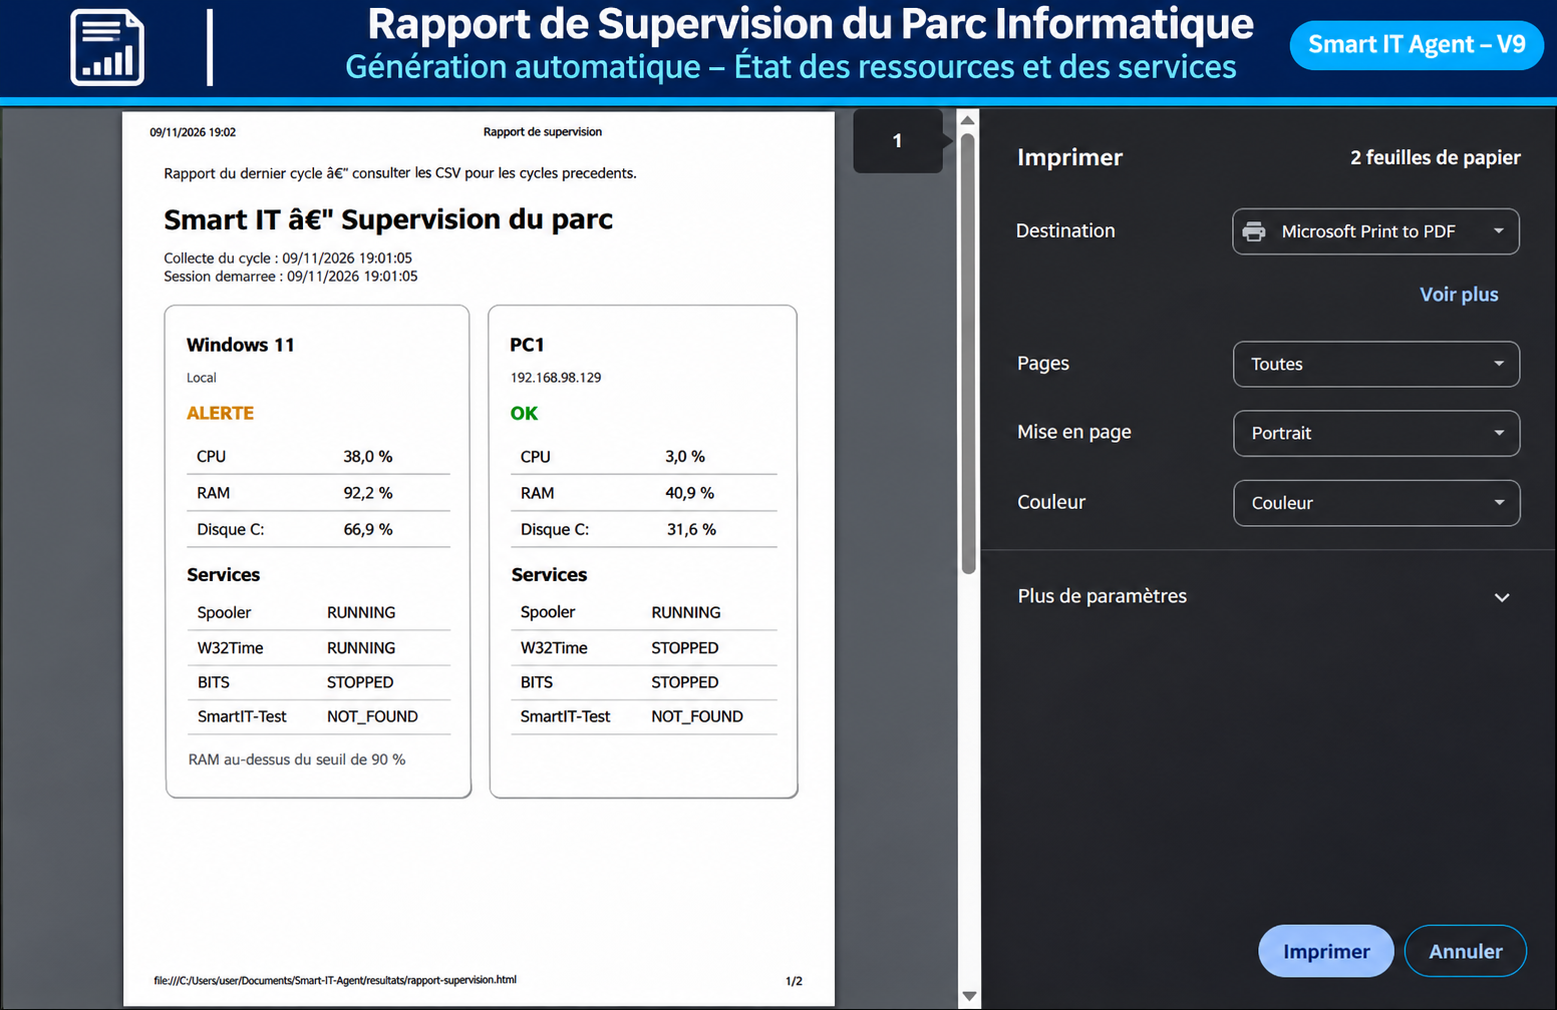 Rapport de Supervision du Parc Informatique
Génération automatique – État des ressources et des services
Smart IT Agent – V9
09/11/2026 19:02
Rapport de supervision
Rapport du dernier cycle â€” consulter les CSV pour les cycles precedents.
Smart IT â€" Supervision du parc
Collecte du cycle : 09/11/2026 19:01:05
Session demarree : 09/11/2026 19:01:05
Windows 11
Local
ALERTE
CPU 38,0 %
RAM 92,2 %
Disque C: 66,9 %
Services
Spooler RUNNING
W32Time RUNNING
BITS STOPPED
SmartIT-Test NOT_FOUND
RAM au-dessus du seuil de 90 %
PC1
192.168.98.129
OK
CPU 3,0 %
RAM 40,9 %
Disque C: 31,6 %
Services
Spooler RUNNING
W32Time STOPPED
BITS STOPPED
SmartIT-Test NOT_FOUND
file:///C:/Users/user/Documents/Smart-IT-Agent/resultats/rapport-supervision.html
1/2
1
Imprimer
2 feuilles de papier
Destination
Microsoft Print to PDF
Voir plus
Pages
Toutes
Mise en page
Portrait
Couleur
Couleur
Plus de paramètres
Imprimer
Annuler